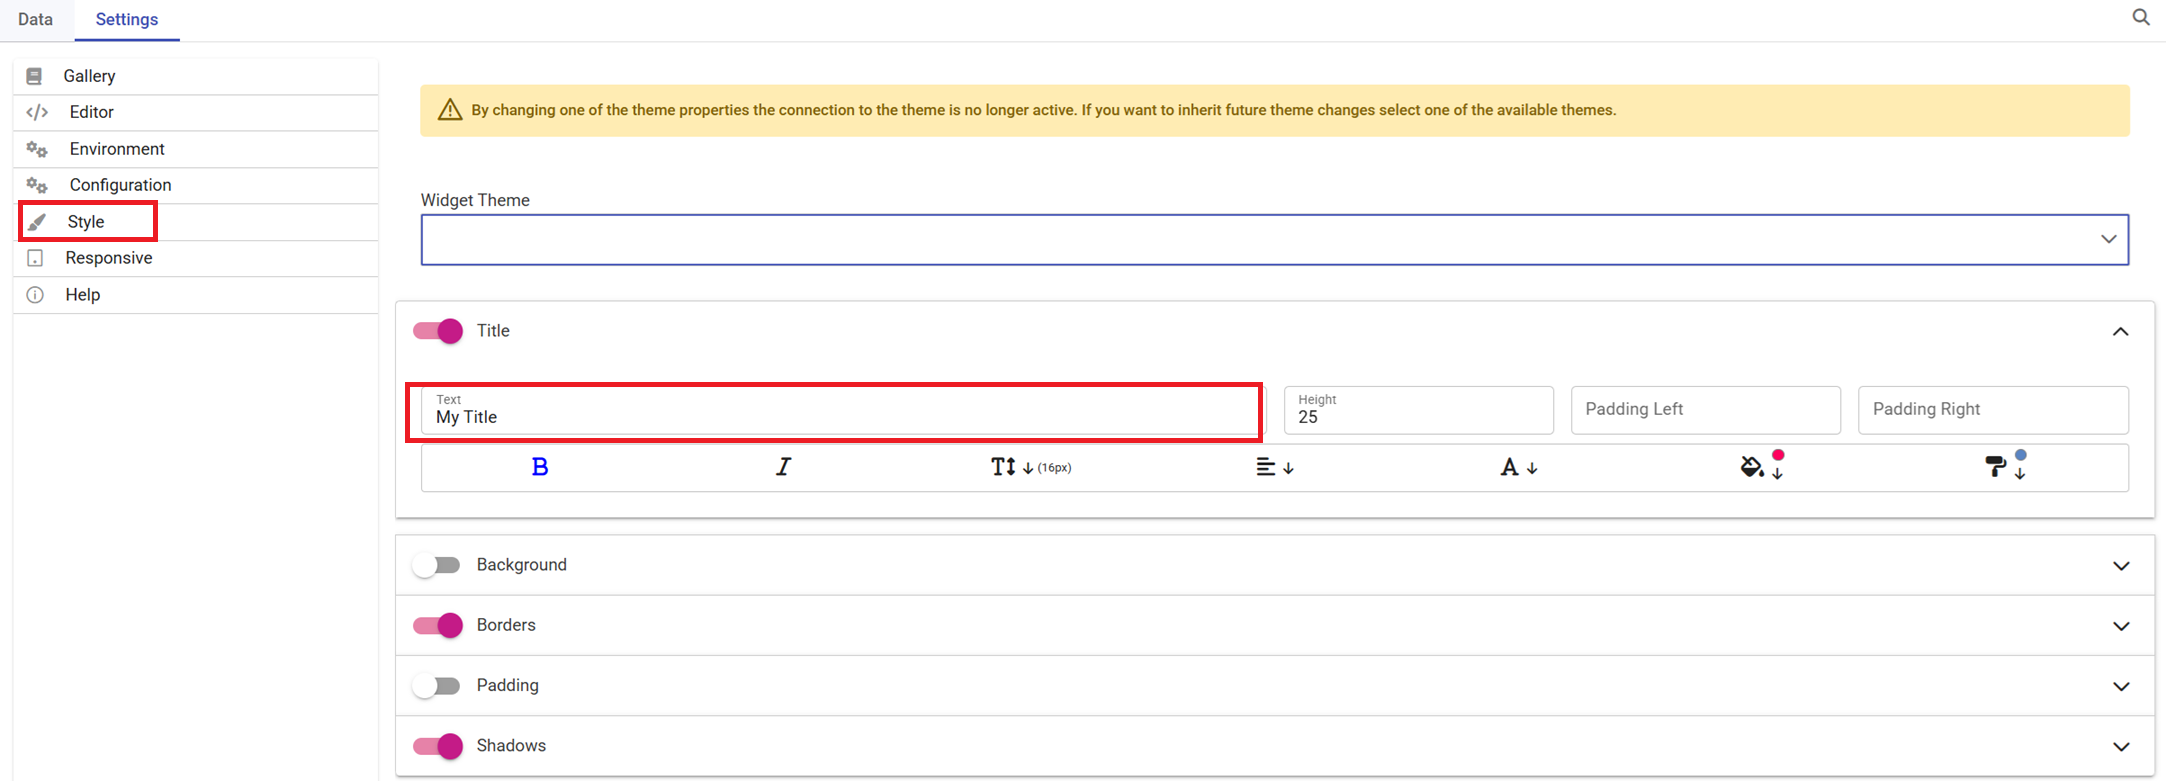 Data
Settings
Gallery
Editor
Environment
Configuration
Style
Responsive
Help
By changing one of the theme properties the connection to the theme is no longer active. If you want to inherit future theme changes select one of the available themes.
Widget Theme
Title
Text
My Title
Height
25
Padding Left
Padding Right
B I T (16px) A
Background
Borders
Padding
Shadows